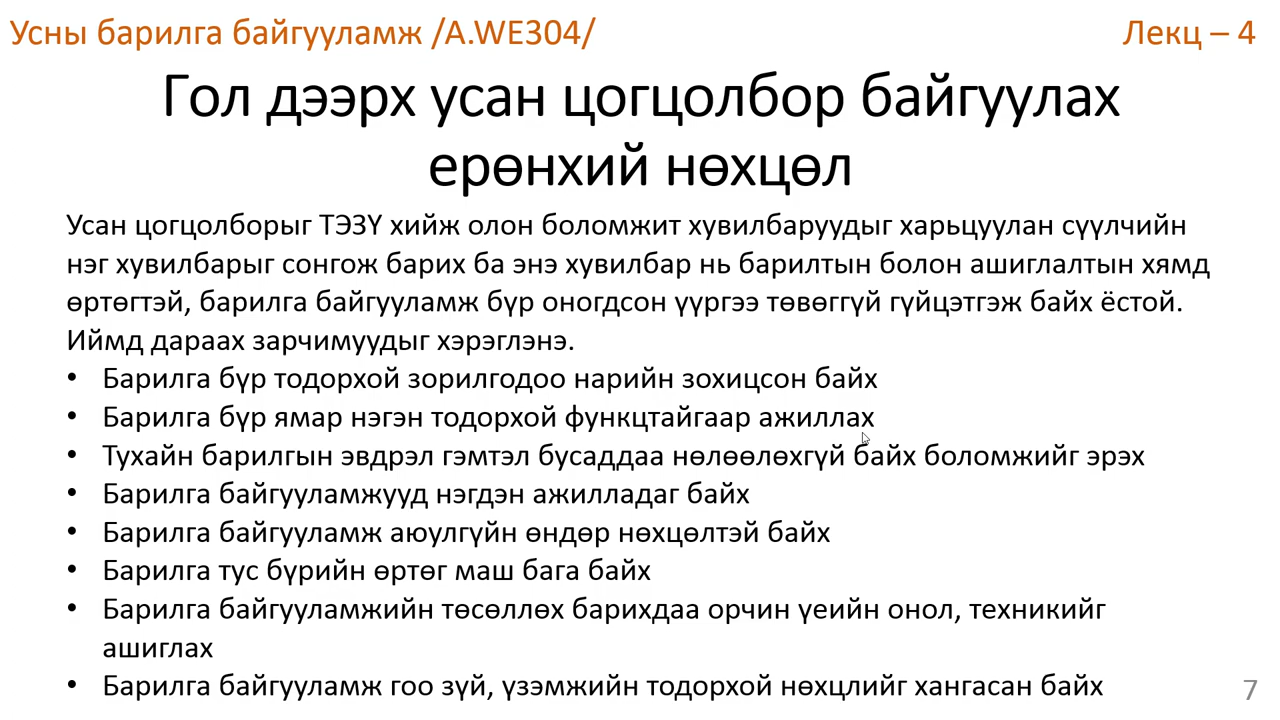 Усны барилга байгууламж /A.WE304/
Лекц – 4
Гол дээрх усан цогцолбор байгуулах
ерөнхий нөхцөл
Усан цогцолборыг ТЭЗҮ хийж олон боломжит хувилбаруудыг харьцуулан сүүлчийн
нэг хувилбарыг сонгож барих ба энэ хувилбар нь барилтын болон ашиглалтын хямд
өртөгтэй, барилга байгууламж бүр оногдсон үүргээ төвөггүй гүйцэтгэж байх ёстой.
Иймд дараах зарчимуудыг хэрэглэнэ.
• Барилга бүр тодорхой зорилгодоо нарийн зохицсон байх
• Барилга бүр ямар нэгэн тодорхой функцтайгаар ажиллах
• Тухайн барилгын эвдрэл гэмтэл бусаддаа нөлөөлөхгүй байх боломжийг эрэх
• Барилга байгууламжууд нэгдэн ажилладаг байх
• Барилга байгууламж аюулгүйн өндөр нөхцөлтэй байх
• Барилга тус бүрийн өртөг маш бага байх
• Барилга байгууламжийн төсөллөх барихдаа орчин үеийн онол, техникийг
ашиглах
• Барилга байгууламж гоо зүй, үзэмжийн тодорхой нөхцлийг хангасан байх
7